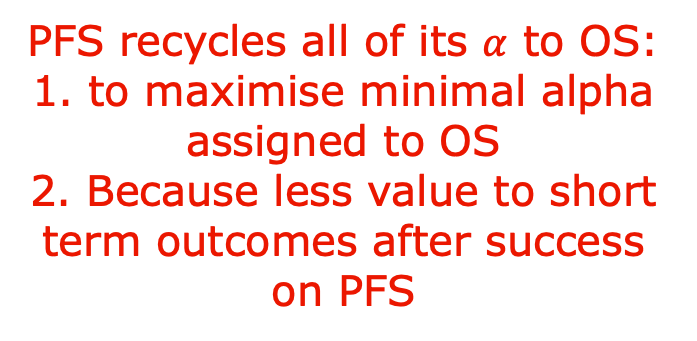 PFS recycles all of its α to OS:
1. to maximise minimal alpha
assigned to OS
2. Because less value to short
term outcomes after success
on PFS